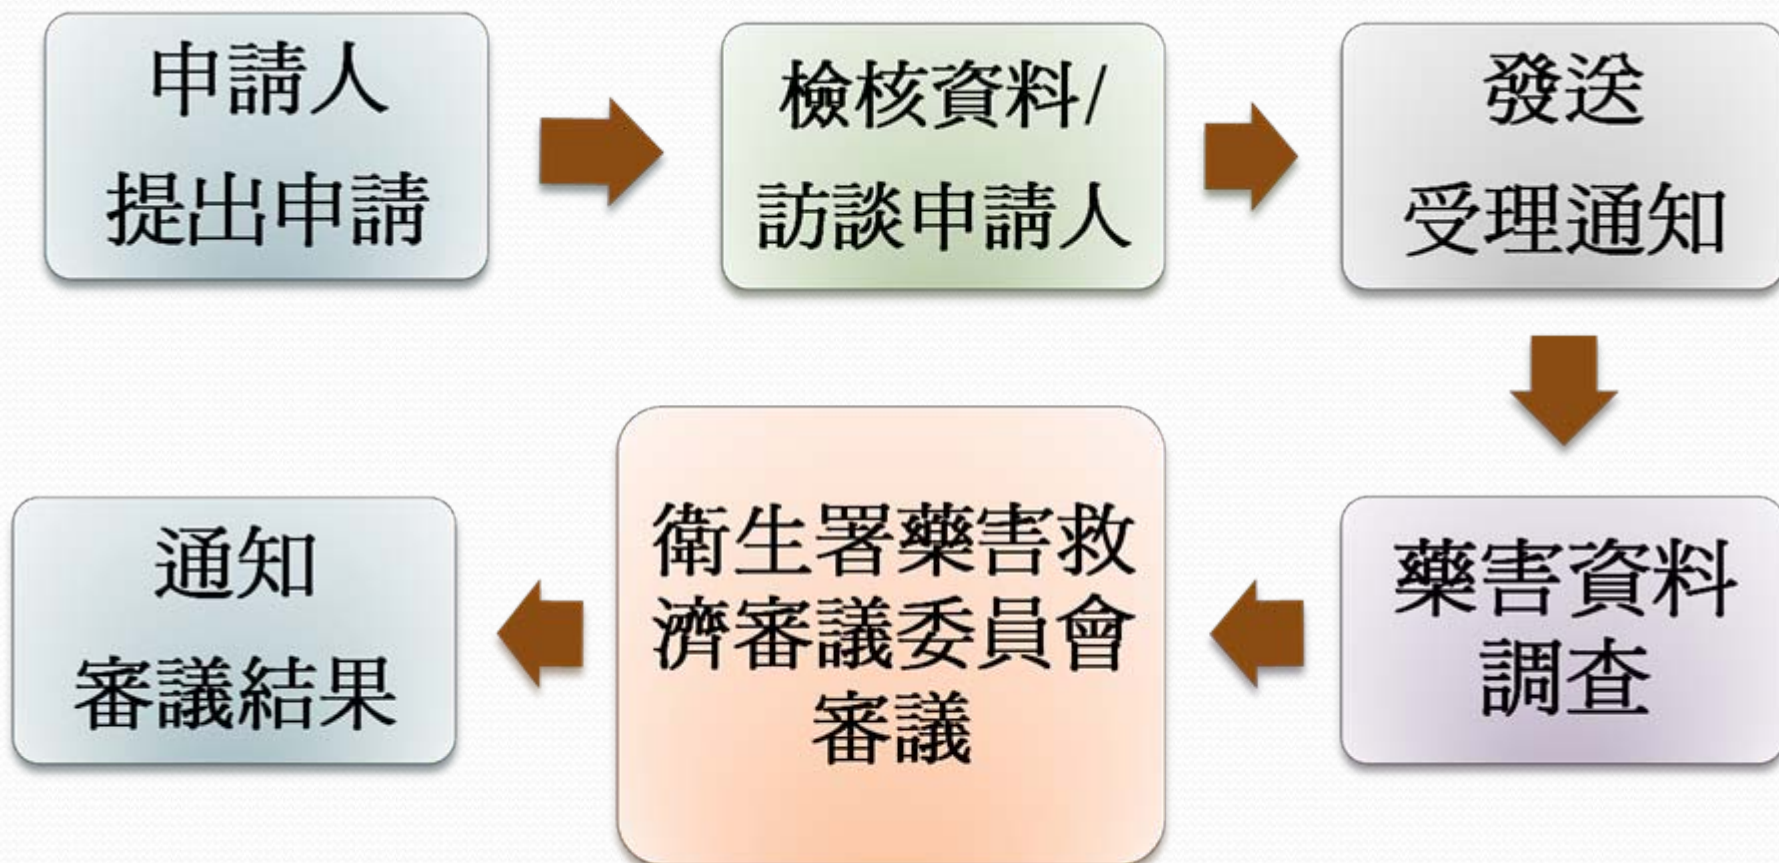 申請人
提出申請
檢核資料/
訪談申請人
發送
受理通知
藥害資料
調查
衛生署藥害救
濟審議委員會
審議
通知
審議結果